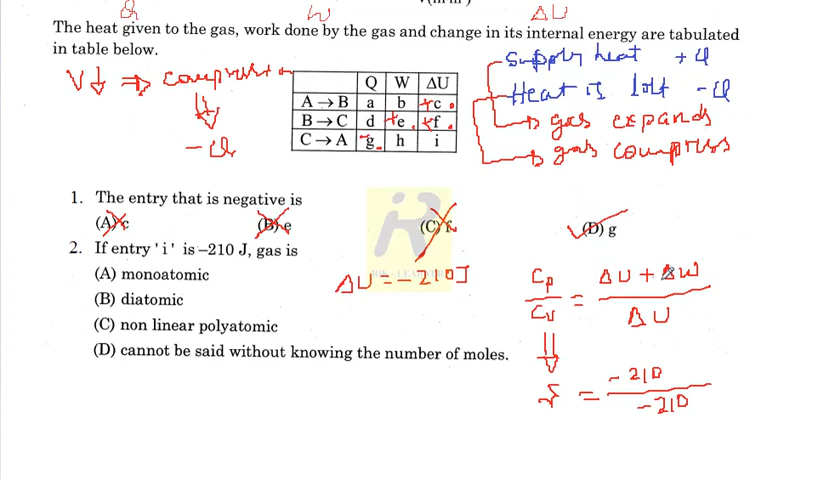 Q W ΔU
The heat given to the gas, work done by the gas and change in its internal energy are tabulated
in table below.
Supply heat +Q
V↓ ⇒ compress
Heat is lost -Q
Q W ΔU
A → B a b +c
gas expands
B → C d +e +f
-Q
C → A -g h i
gas compress
1. The entry that is negative is
(A) c (B) e (C) f (D) g
2. If entry 'i' is –210 J, gas is
(A) monoatomic
ΔU = -210J
Cp/Cv = ΔU + ΔW / ΔU
(B) diatomic
(C) non linear polyatomic
(D) cannot be said without knowing the number of moles.
= -210 / -210